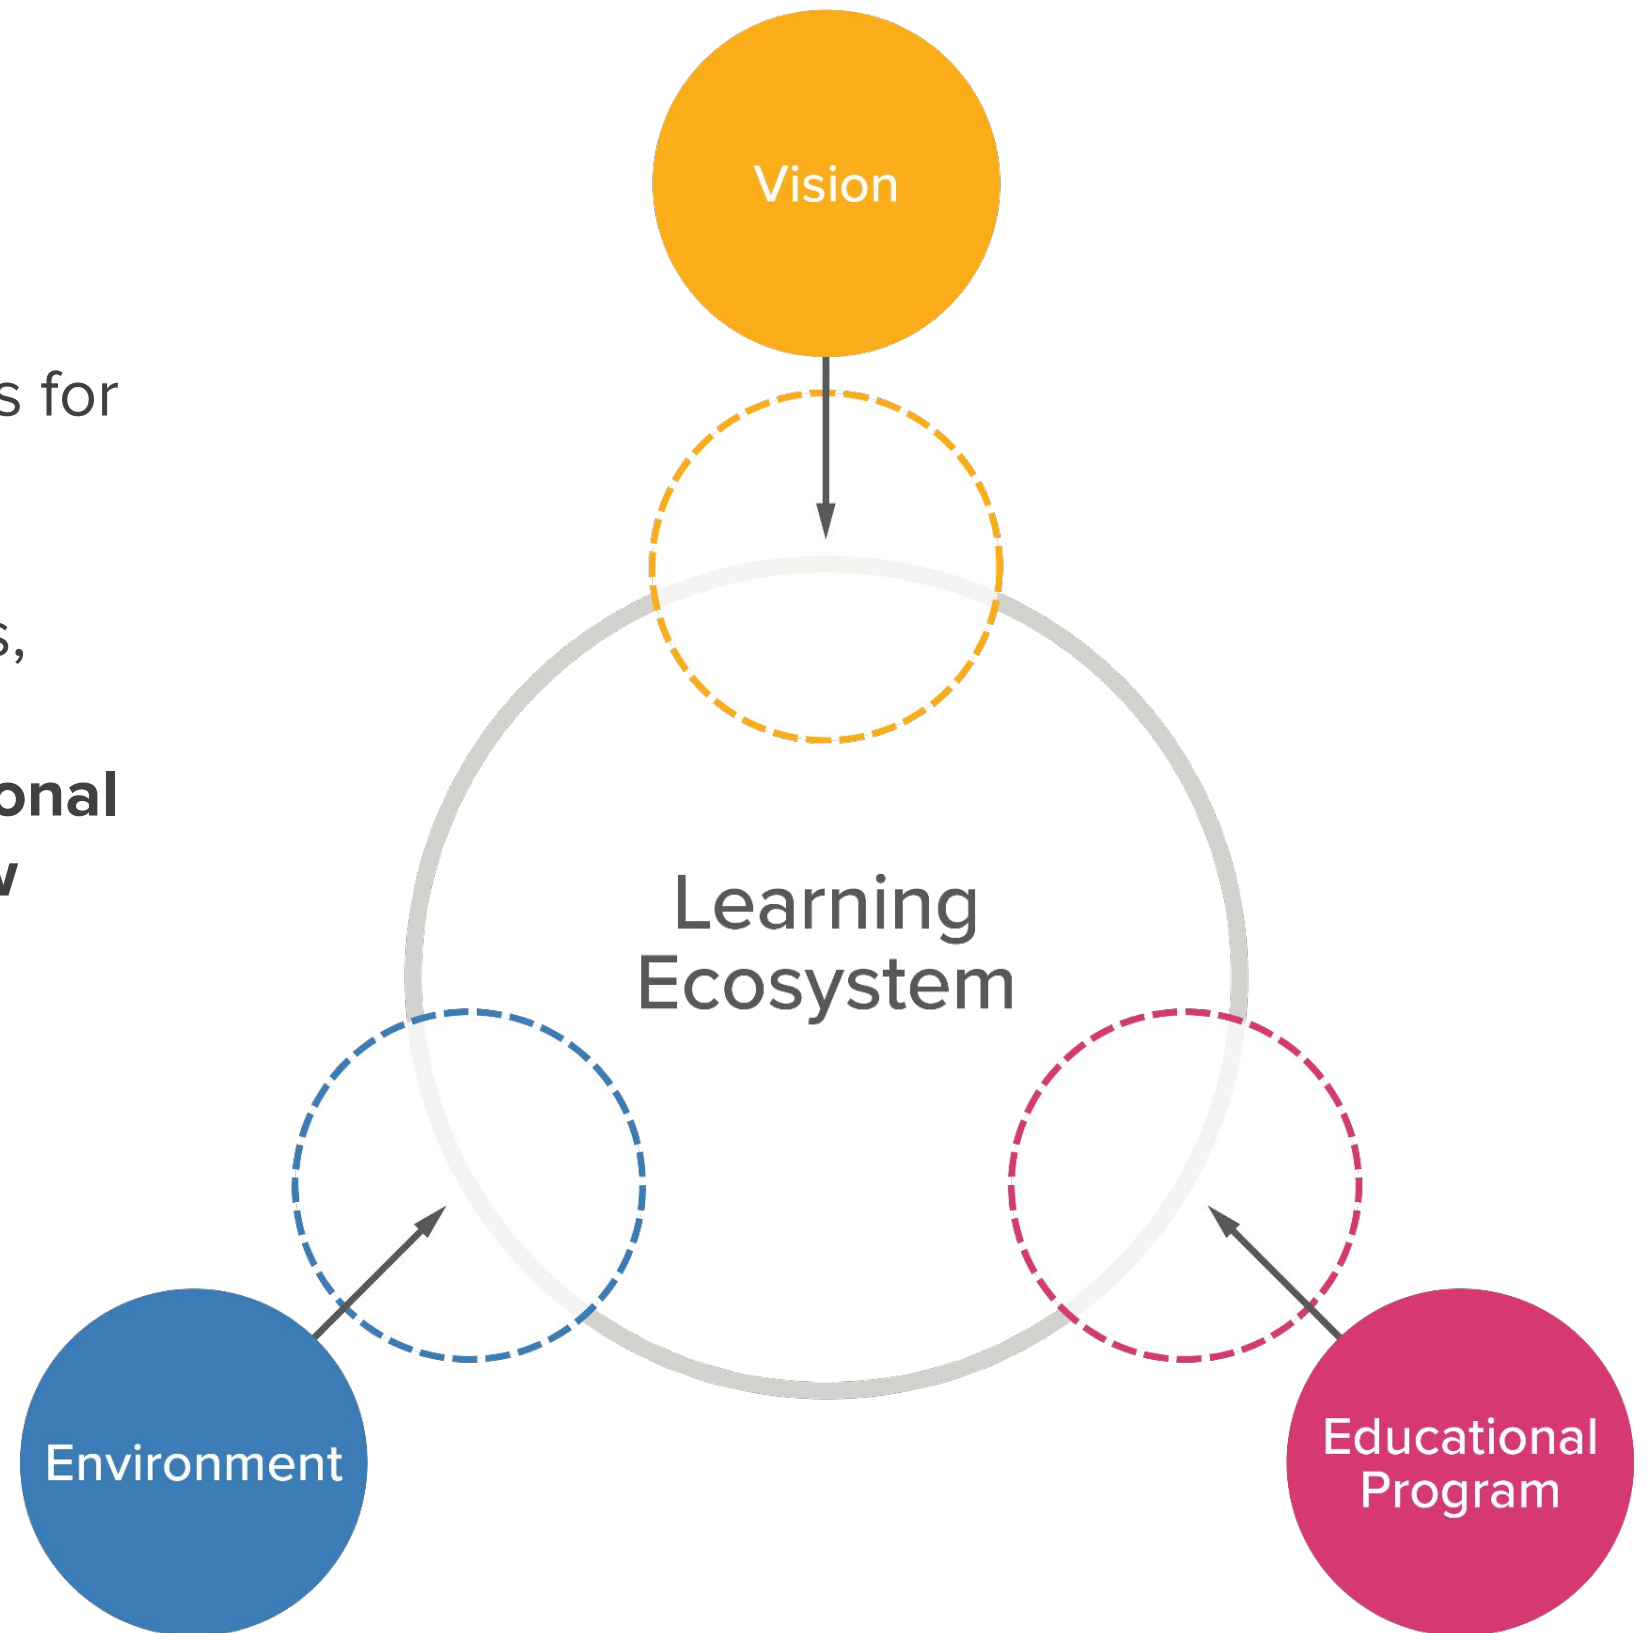 Vision
s for
s,
onal
w
Learning
Ecosystem
Environment
Educational
Program